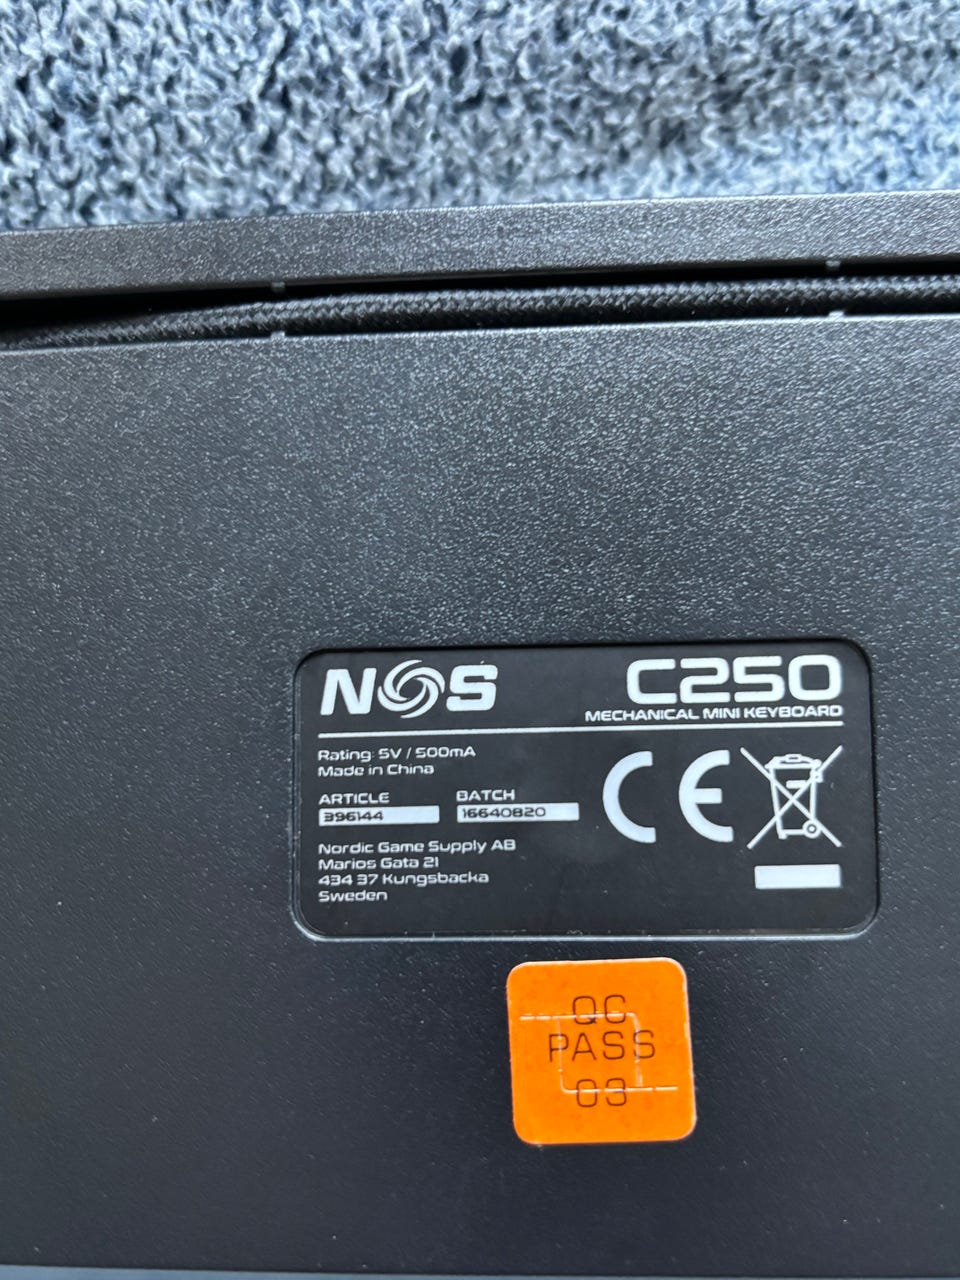 NOS
C250
MECHANICAL MINI KEYBOARD
Rating: 5V / 500mA
Made in China
ARTICLE
396144
BATCH
16640820
Nordic Game Supply AB
Marios Gata 21
434 37 Kungsbacka
Sweden
CE
QC
PASS
03